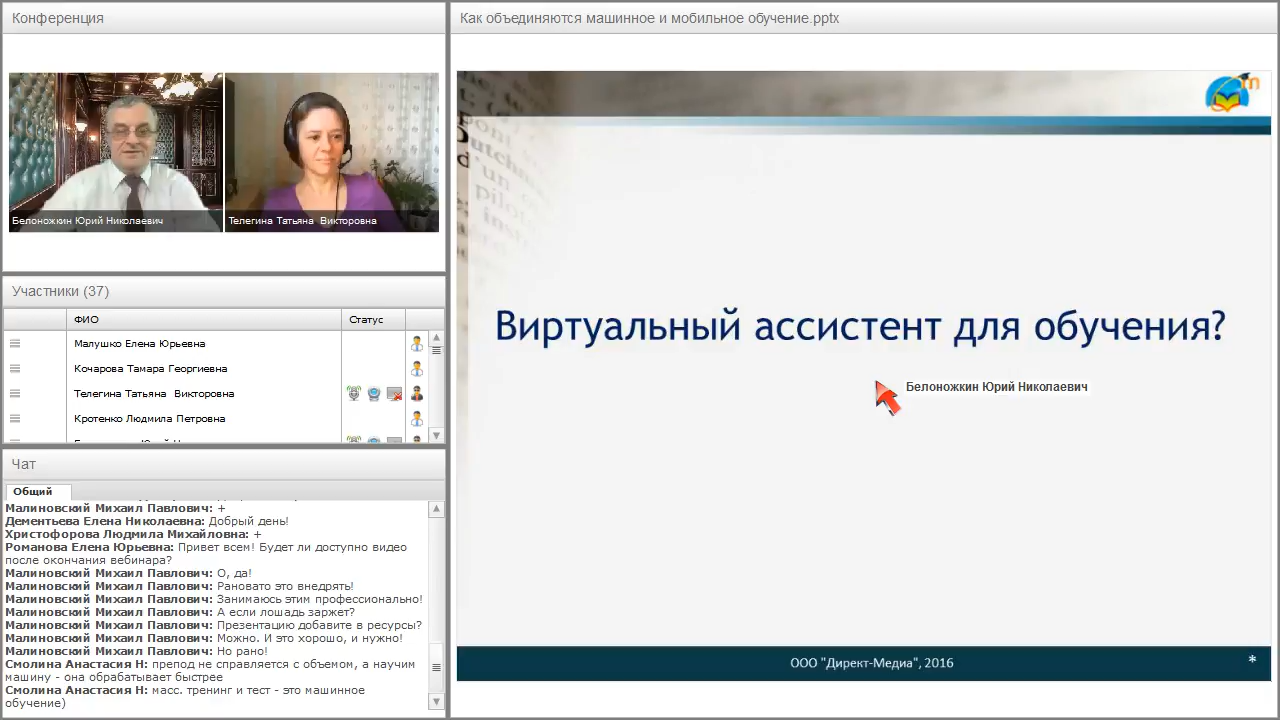 Конференция
Белоножкин Юрий Николаевич
Телегина Татьяна Викторовна
Участники (37)
ФИО
Статус
Малушко Елена Юрьевна
Кочарова Тамара Георгиевна
Телегина Татьяна Викторовна
Кротенко Людмила Петровна
Чат
Общий
Малиновский Михаил Павлович: +
Дементьева Елена Николаевна: Добрый день!
Христофорова Людмила Михайловна: +
Романова Елена Юрьевна: Привет всем! Будет ли доступно видео
после окончания вебинара?
Малиновский Михаил Павлович: О, да!
Малиновский Михаил Павлович: Рановато это внедрять!
Малиновский Михаил Павлович: Занимаюсь этим профессионально!
Малиновский Михаил Павлович: А если лошадь заржет?
Малиновский Михаил Павлович: Презентацию добавите в ресурсы?
Малиновский Михаил Павлович: Можно. И это хорошо, и нужно!
Малиновский Михаил Павлович: Но рано!
Смолина Анастасия Н: препод не справляется с объемом, а научим
машину - она обрабатывает быстрее
Смолина Анастасия Н: масс. тренинг и тест - это машинное
обучение)
Как объединяются машинное и мобильное обучение.pptx
Виртуальный ассистент для обучения?
Белоножкин Юрий Николаевич
ООО "Директ-Медиа", 2016
*